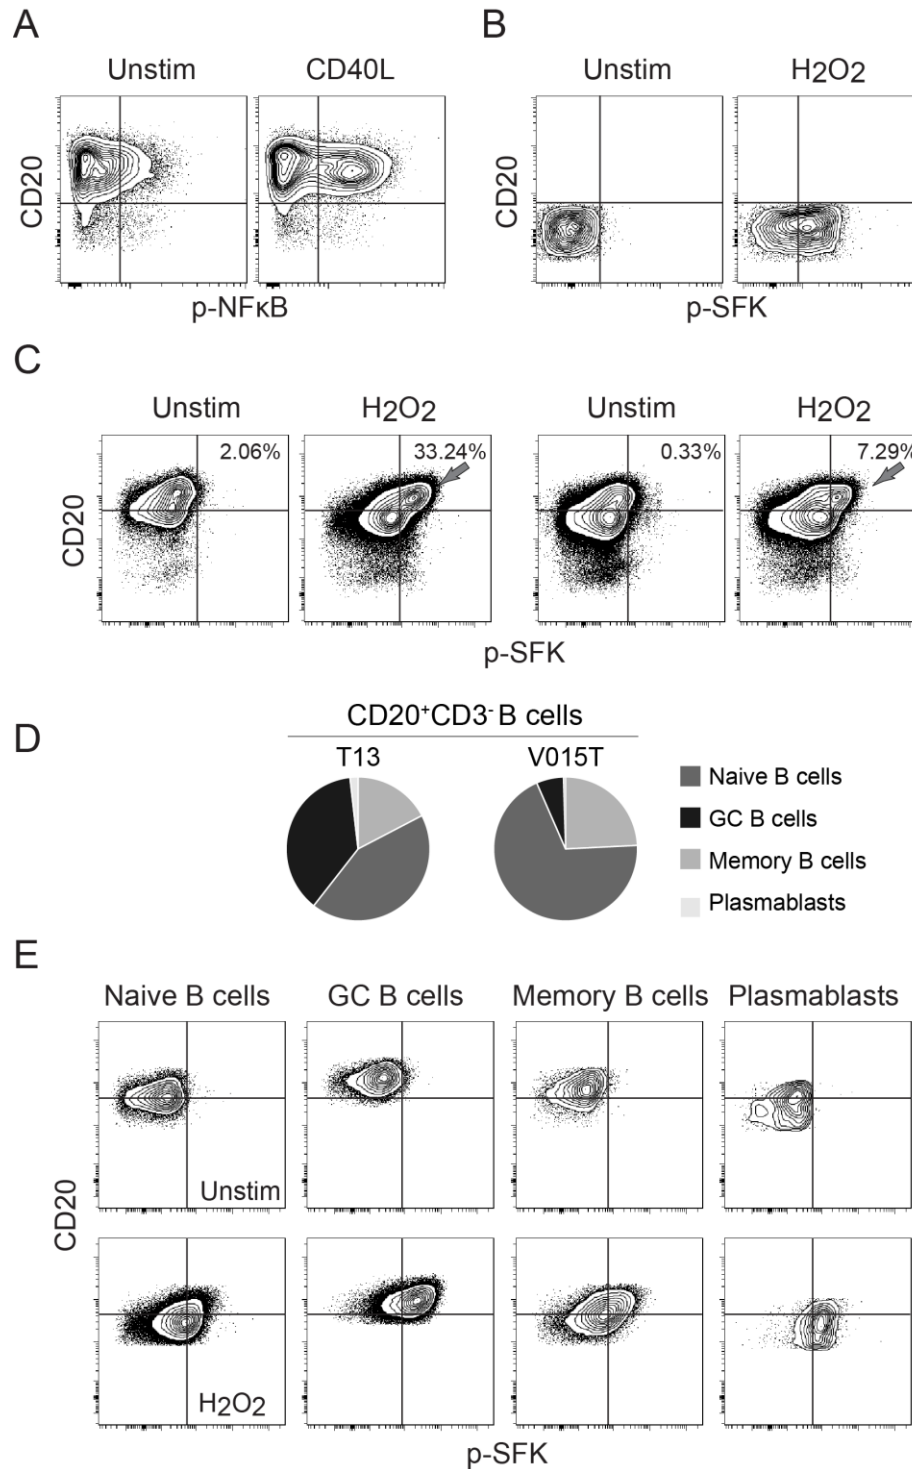 A
B
Unstim
CD40L
Unstim
H2O2
CD20
CD20
p-NFκB
p-SFK
C
Unstim
H2O2
Unstim
H2O2
2.06%
33.24%
0.33%
7.29%
CD20
p-SFK
D
CD20+CD3- B cells
T13
V015T
Naive B cells
GC B cells
Memory B cells
Plasmablasts
E
Naive B cells
GC B cells
Memory B cells
Plasmablasts
Unstim
CD20
H2O2
p-SFK